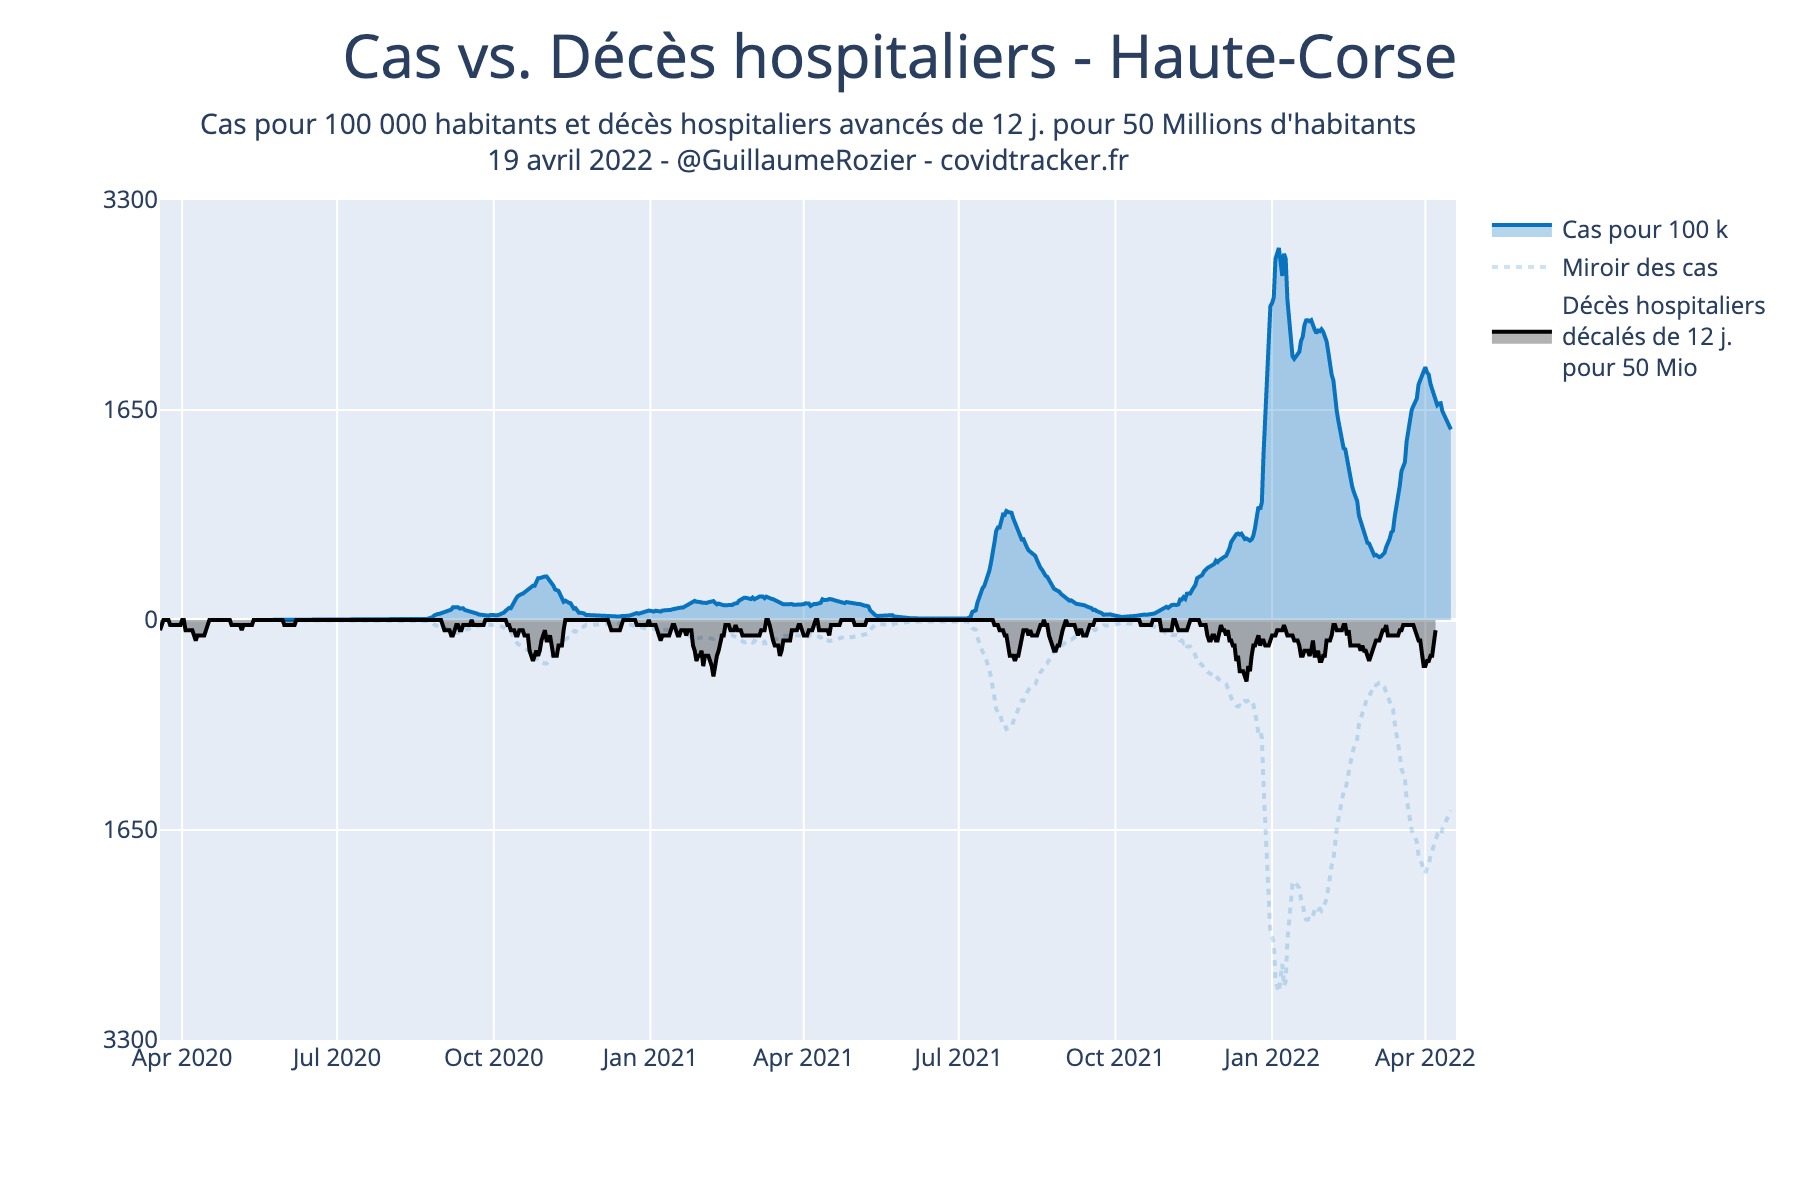 Cas vs. Décès hospitaliers - Haute-Corse
Cas pour 100 000 habitants et décès hospitaliers avancés de 12 j. pour 50 Millions d'habitants
19 avril 2022 - @GuillaumeRozier - covidtracker.fr
3300
1650
0
1650
3300
Apr 2020
Jul 2020
Oct 2020
Jan 2021
Apr 2021
Jul 2021
Oct 2021
Jan 2022
Apr 2022
Cas pour 100 k
Miroir des cas
Décès hospitaliers
décalés de 12 j.
pour 50 Mio